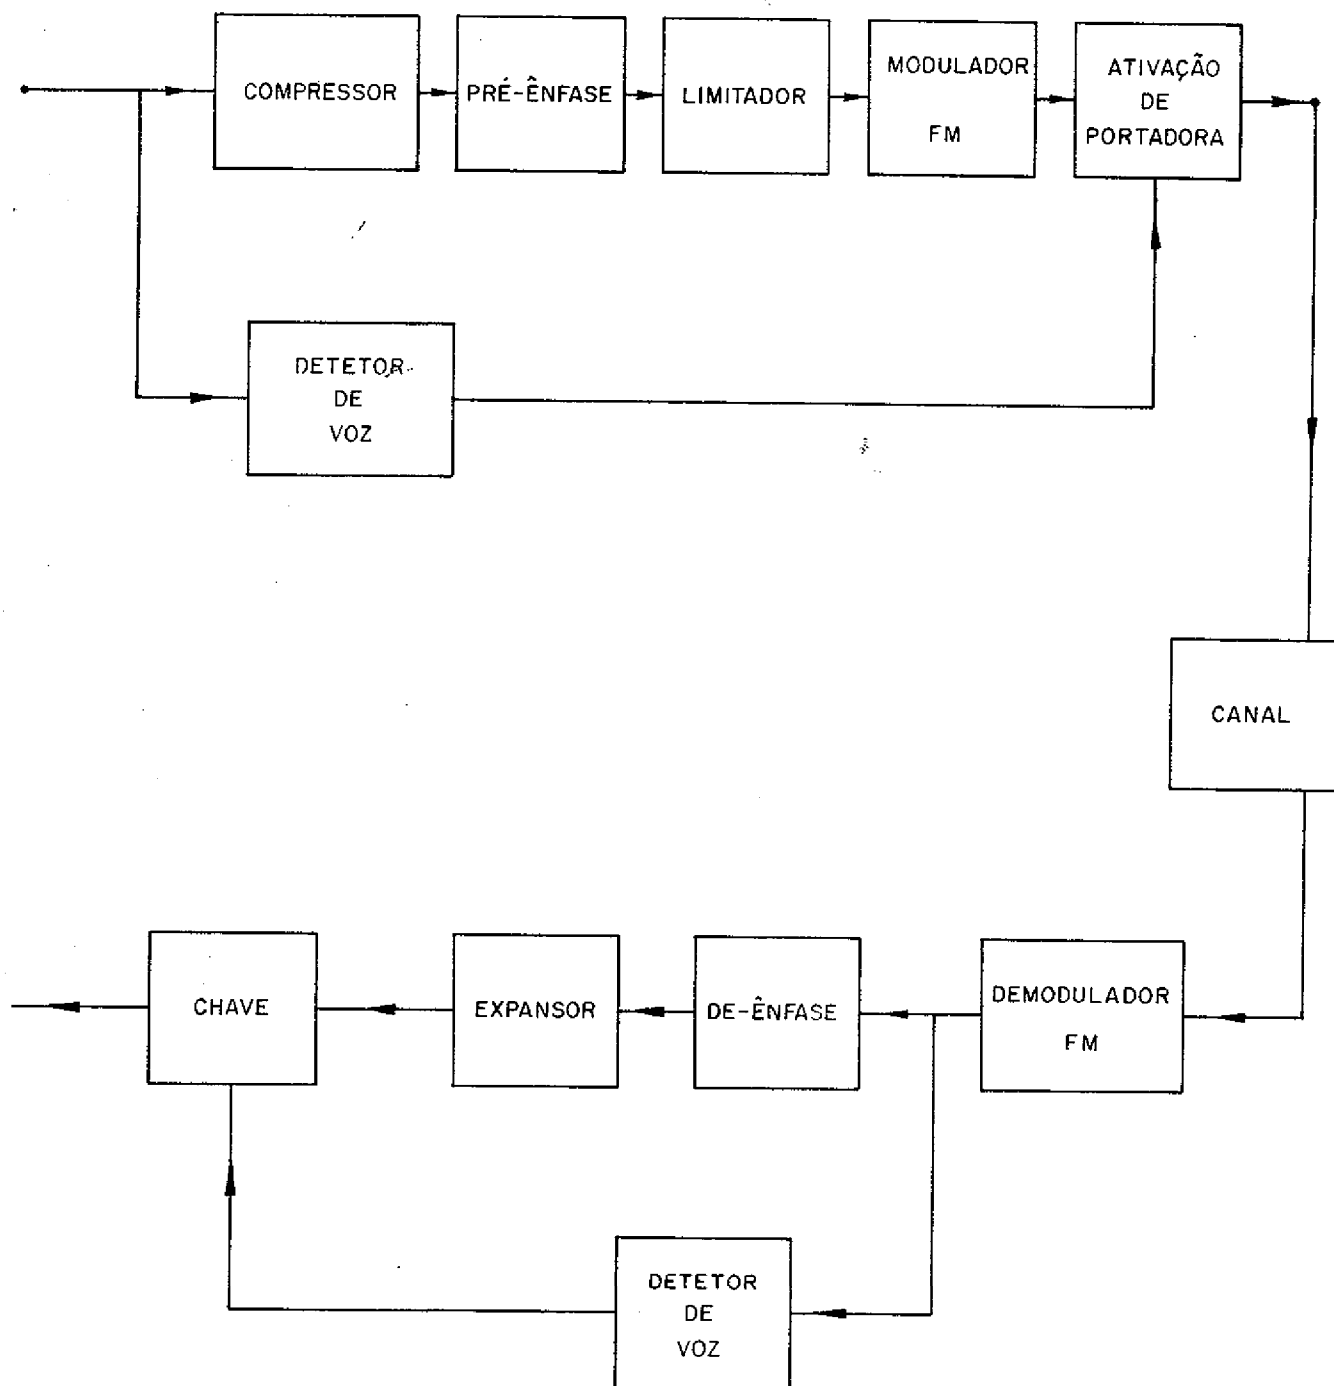 COMPRESSOR
PRÉ-ÊNFASE
LIMITADOR
MODULADOR
FM
ATIVAÇÃO
DE
PORTADORA
DETETOR
DE
VOZ
CANAL
CHAVE
EXPANSOR
DE-ÊNFASE
DEMODULADOR
FM
DETETOR
DE
VOZ